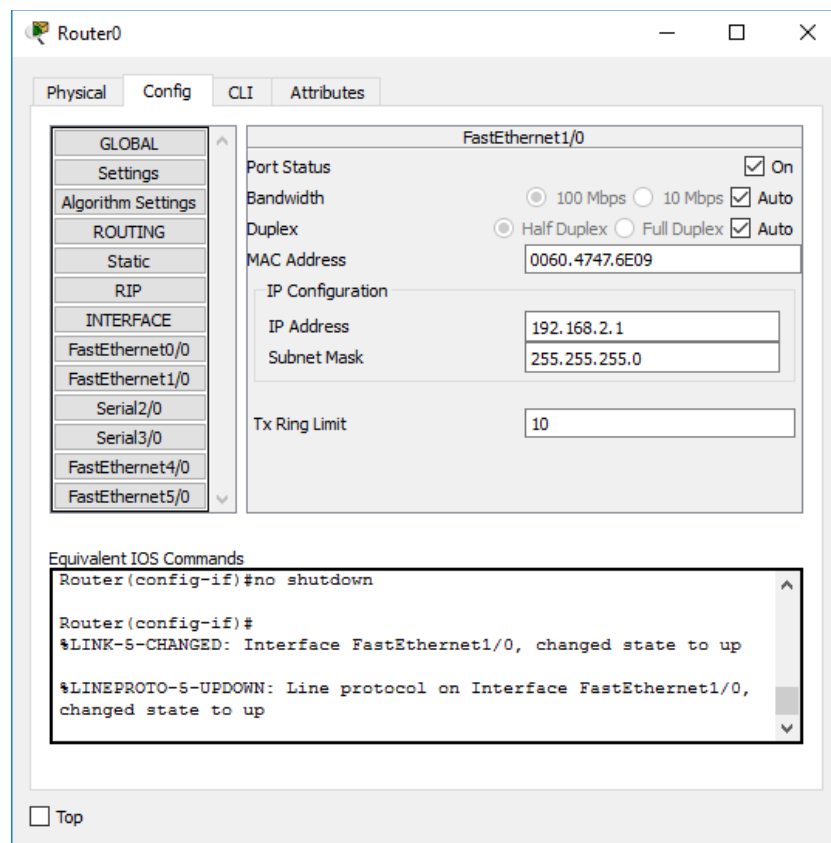 Router0
Physical Config CLI Attributes
GLOBAL
Settings
Algorithm Settings
ROUTING
Static
RIP
INTERFACE
FastEthernet0/0
FastEthernet1/0
Serial2/0
Serial3/0
FastEthernet4/0
FastEthernet5/0
FastEthernet1/0
Port Status On
Bandwidth 100 Mbps 10 Mbps Auto
Duplex Half Duplex Full Duplex Auto
MAC Address 0060.4747.6E09
IP Configuration
IP Address 192.168.2.1
Subnet Mask 255.255.255.0
Tx Ring Limit 10
Equivalent IOS Commands
Router(config-if)#no shutdown
Router(config-if)#
%LINK-5-CHANGED: Interface FastEthernet1/0, changed state to up
%LINEPROTO-5-UPDOWN: Line protocol on Interface FastEthernet1/0,
changed state to up
Top